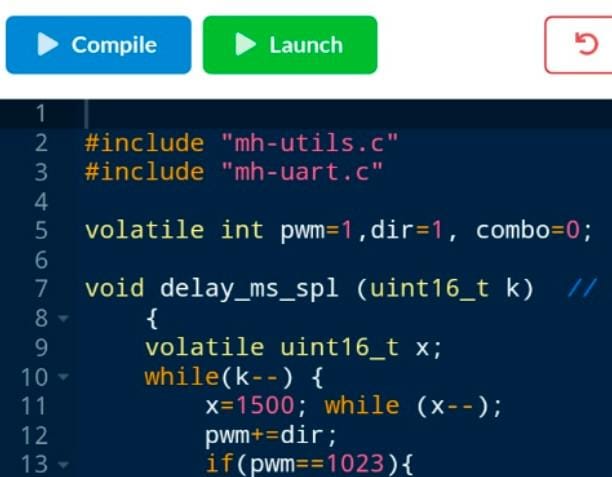 Compile Launch
1
2 #include "mh-utils.c"
3 #include "mh-uart.c"
4
5 volatile int pwm=1,dir=1, combo=0;
6
7 void delay_ms_spl (uint16_t k)  //
8     {
9     volatile uint16_t x;
10     while(k--) {
11         x=1500; while (x--);
12         pwm+=dir;
13         if(pwm==1023){